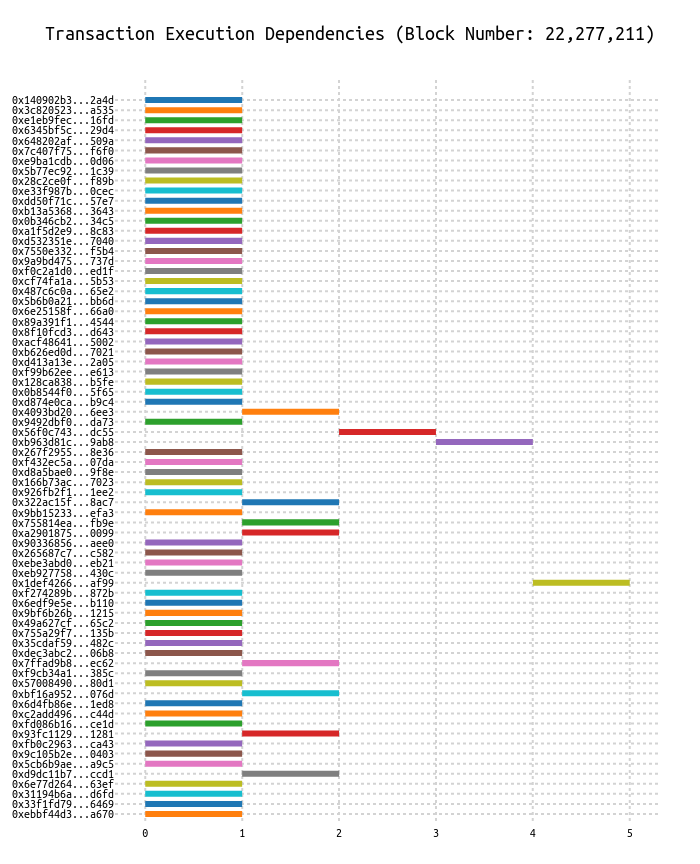 Transaction Execution Dependencies (Block Number: 22,277,211)
0x140902b3...2a4d
0x3c820523...a535
0xe1eb9fec...16fd
0x6345bf5c...29d4
0x648202af...509a
0x7c407f75...f6f0
0xe9ba1cdb...0d06
0x5b77ec92...1c39
0x28c2ce0f...f89b
0xe33f987b...0cec
0xdd50f71c...57e7
0xb13a5368...3643
0x0b346cb2...34c5
0xa1f5d2e9...8c83
0xd532351e...7040
0x7550e332...f5b4
0x9a9bd475...737d
0xf0c2a1d0...ed1f
0xcf74fa1a...5b53
0x487c6c0a...65e2
0x5b6b0a21...bb6d
0x6e25158f...66a0
0x89a391f1...4544
0x8f10fcd3...d643
0xacf48641...5002
0xb626ed0d...7021
0xd413a13e...2a05
0xf99b62ee...e613
0x128ca838...b5fe
0x0b8544f0...5f65
0xd874e0ca...b9c4
0x4093bd20...6ee3
0x9492dbf0...da73
0x56f0c743...dc55
0xb963d81c...9ab8
0x267f2955...8e36
0xf432ec5a...07da
0xd8a5bae0...9f8e
0x166b73ac...7023
0x926fb2f1...1ee2
0x322ac15f...8ac7
0x9bb15233...efa3
0x755814ea...fb9e
0xa2901875...0099
0x90336856...aee0
0x265687c7...c582
0xebe3abd0...eb21
0xeb927758...430c
0x1def4266...af99
0xf274289b...872b
0x6edf9e5e...b110
0x9bf6b26b...1215
0x49a627cf...65c2
0x755a29f7...135b
0x35cdaf59...482c
0xdec3abc2...06b8
0x7ffad9b8...ec62
0xf9cb34a1...385c
0x57008490...80d1
0xbf16a952...076d
0x6d4fb86e...1ed8
0xc2add496...c44d
0xfd086b16...ce1d
0x93fc1129...1281
0xfb0c2963...ca43
0x9c105b2e...0403
0x5cb6b9ae...a9c5
0xd9dc11b7...ccd1
0x6e77d264...63ef
0x31194b6a...d6fd
0x33f1fd79...6469
0xebbf44d3...a670
0 1 2 3 4 5